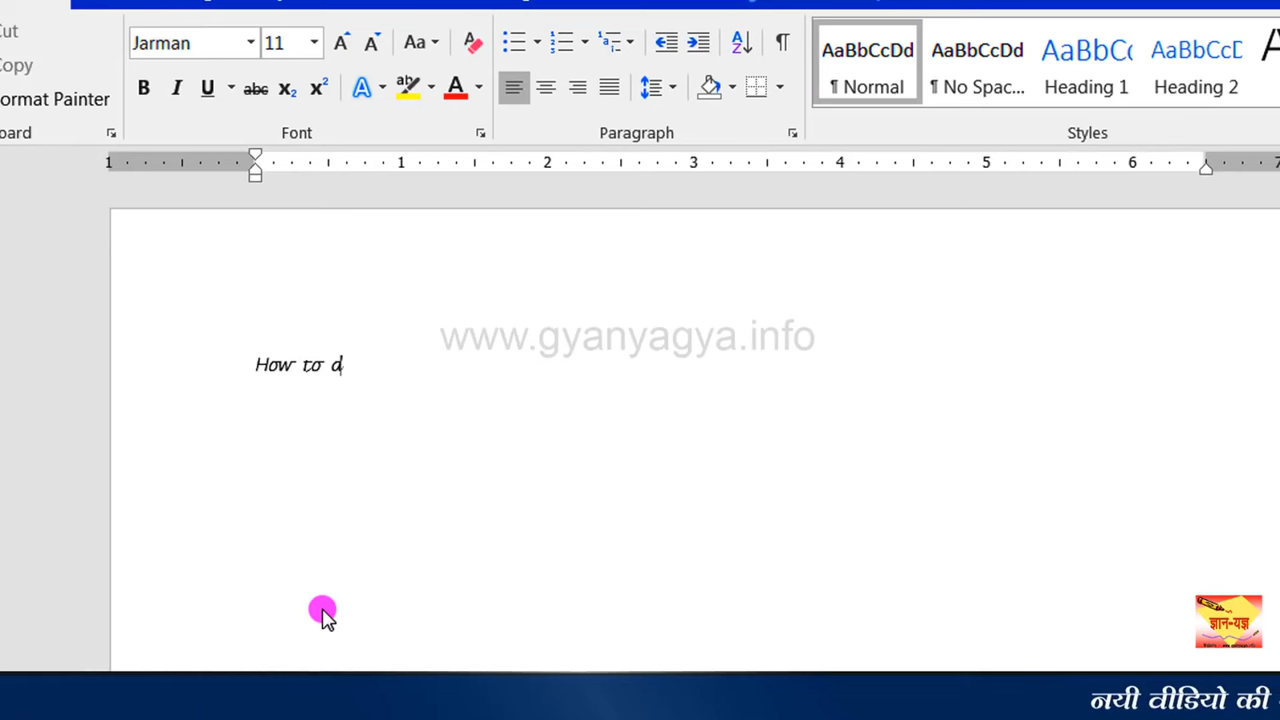 Cut
Jarman 11 Aa
AaBbCcDd AaBbCcDd AaBbC AaBbCcD
Copy
Format Painter
B I U abc X₂ X² A ab A
¶ Normal ¶ No Spac... Heading 1 Heading 2
Font Paragraph Styles
1 1 2 3 4 5 6 7
www.gyanyagya.info
How to d
ज्ञान-यज्ञ
नयी वीडियो की